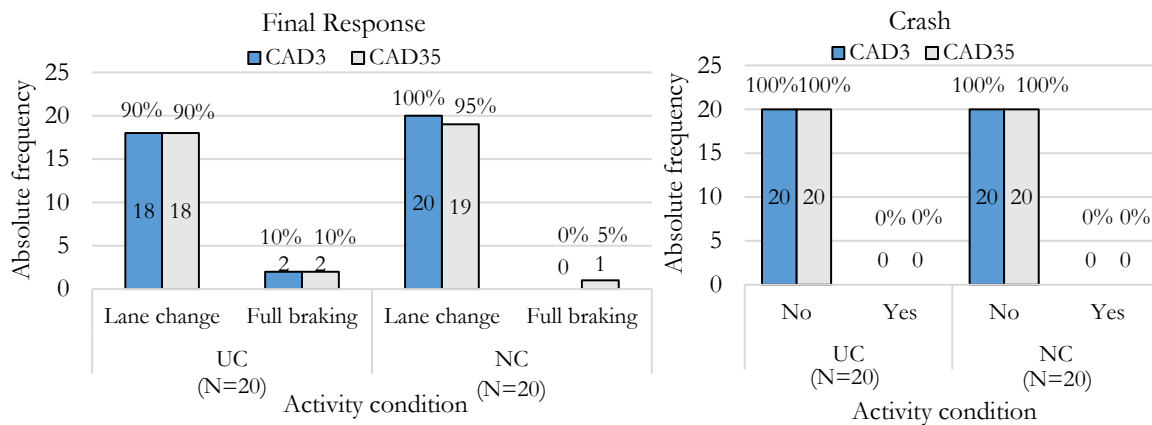 Final Response
CAD3 CAD35
Absolute frequency
25
20
15
10
5
0
90% 90%
18 18
10% 10%
2 2
100% 95%
20 19
0% 5%
0 1
Lane change Full braking Lane change Full braking
UC NC
(N=20) (N=20)
Activity condition
Crash
CAD3 CAD35
Absolute frequency
25
20
15
10
5
0
100% 100%
20 20
0% 0%
0 0
100% 100%
20 20
0% 0%
0 0
No Yes No Yes
UC NC
(N=20) (N=20)
Activity condition